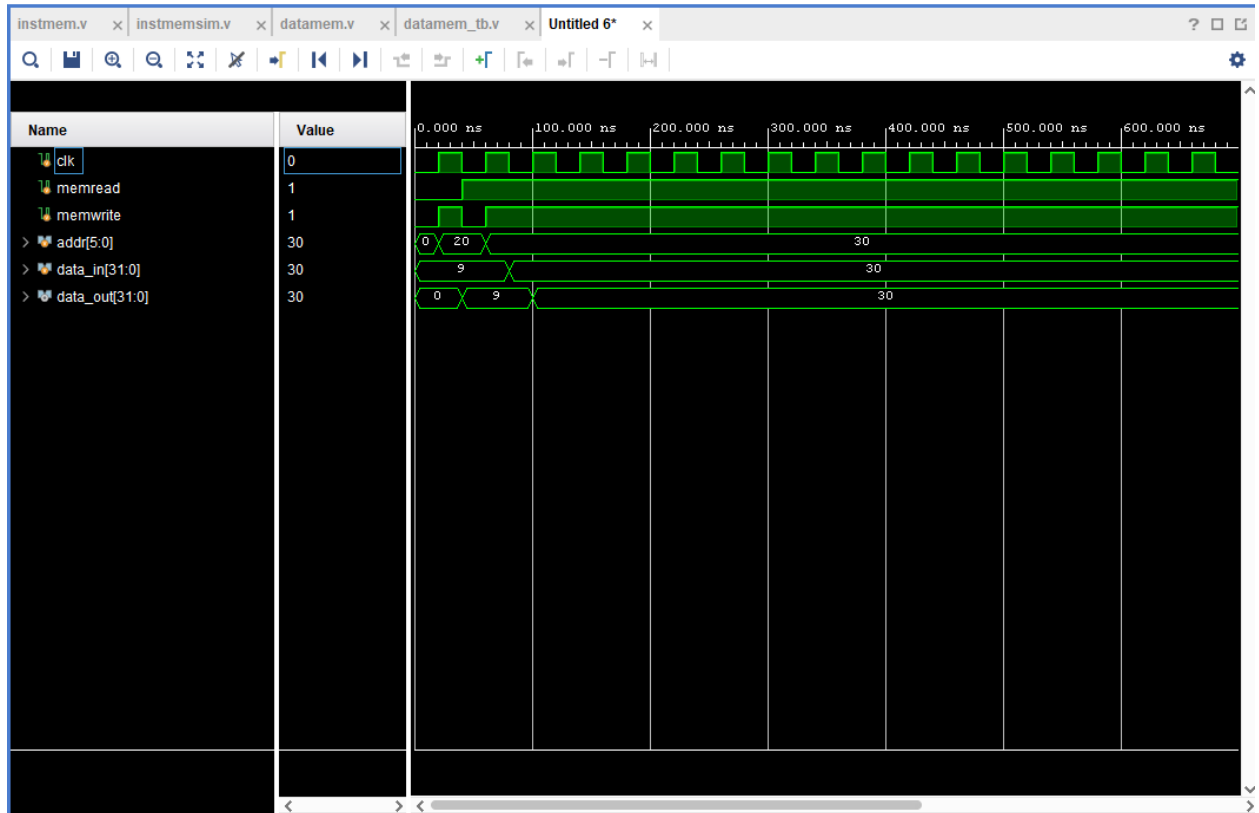 instmem.v × instmemsim.v × datamem.v × datamem_tb.v × Untitled 6* × ?
Name Value 0.000 ns 100.000 ns 200.000 ns 300.000 ns 400.000 ns 500.000 ns 600.000 ns
clk 0
memread 1
memwrite 1
> addr[5:0] 30 0 20 30
> data_in[31:0] 30 9 30
> data_out[31:0] 30 0 9 30